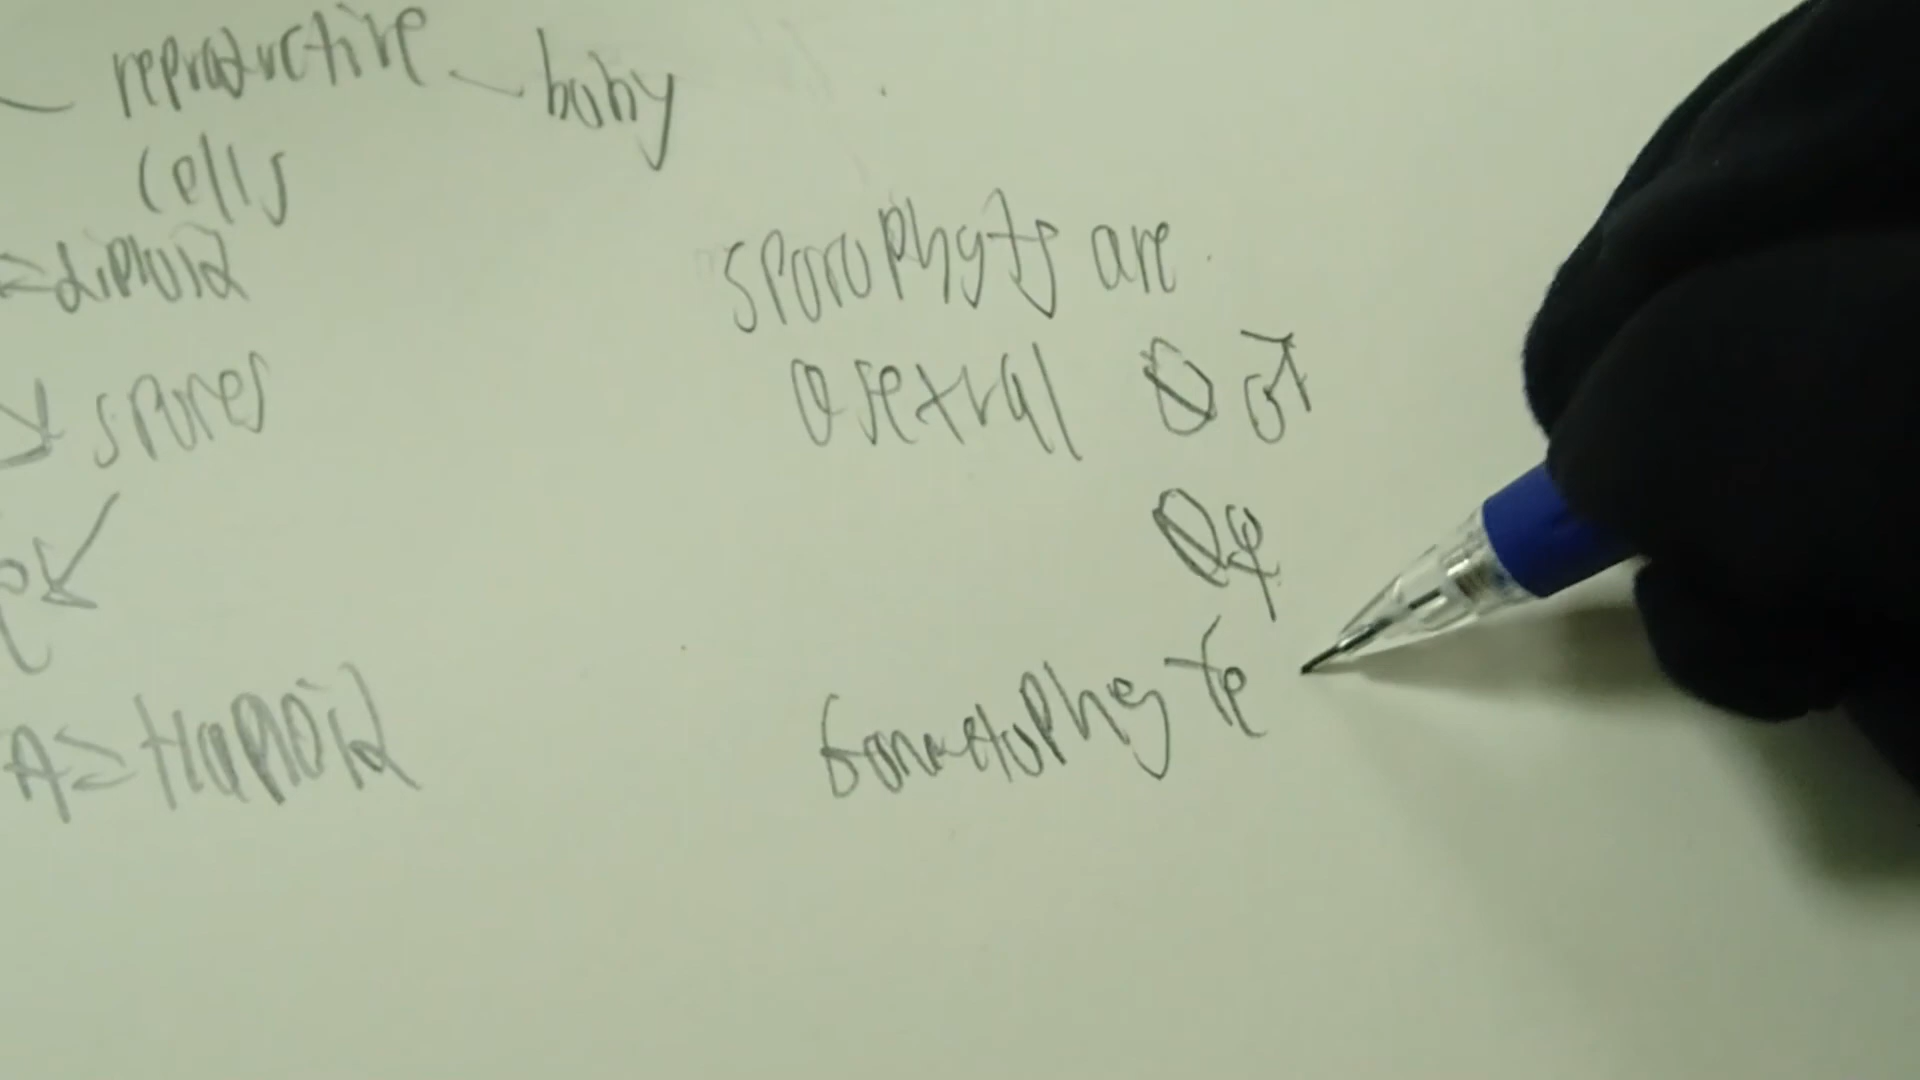 reproductive - baby
cells
=diploid
spores
A=Haploid
sporophyts are
asexual ♂
♀
Gametophyte